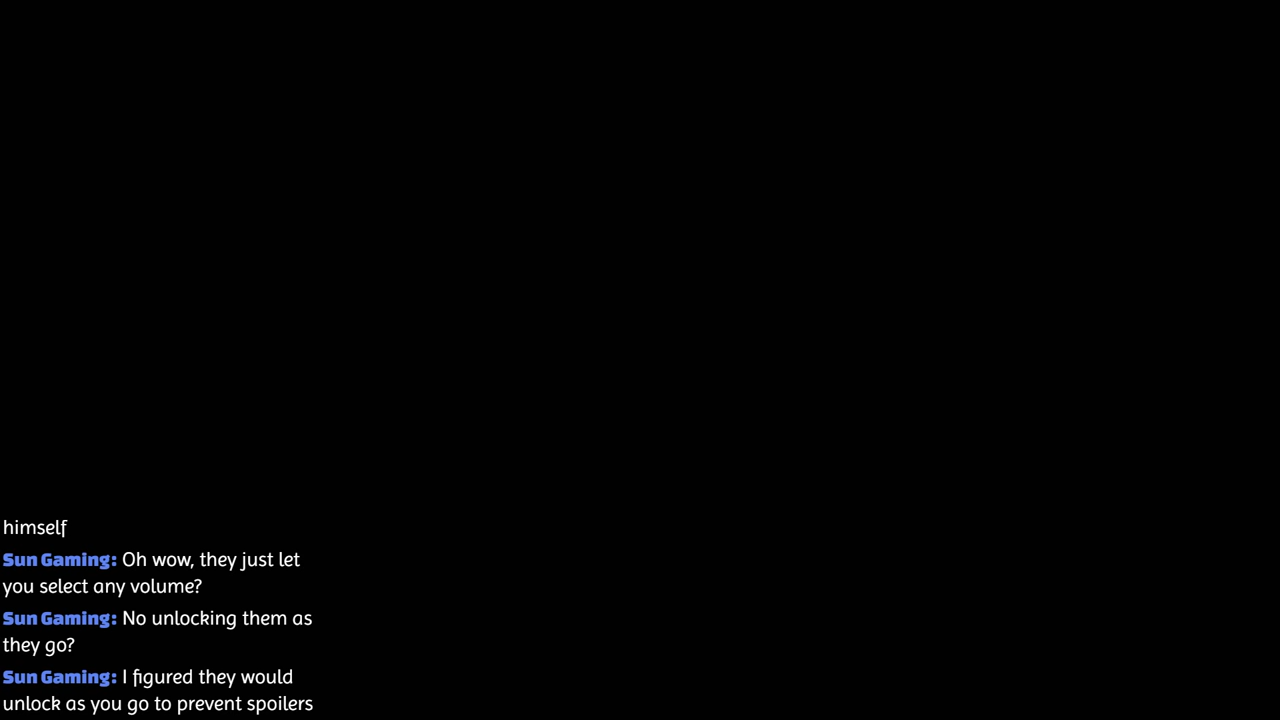 himself
Sun Gaming: Oh wow, they just let
you select any volume?
Sun Gaming: No unlocking them as
they go?
Sun Gaming: I figured they would
unlock as you go to prevent spoilers